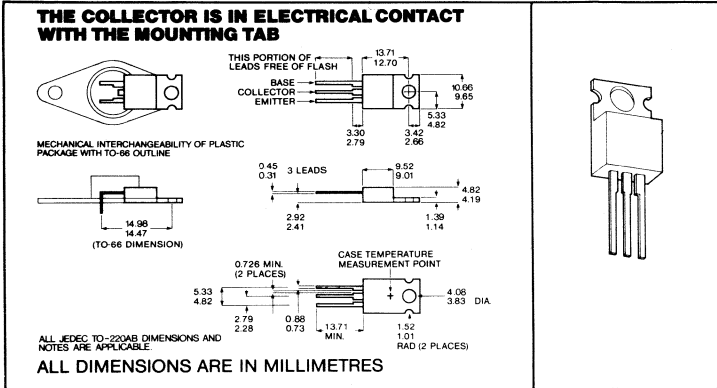 THE COLLECTOR IS IN ELECTRICAL CONTACT
WITH THE MOUNTING TAB
THIS PORTION OF
LEADS FREE OF FLASH
13.71
12.70
BASE
COLLECTOR
EMITTER
10.66
9.65
5.33
4.82
3.30
2.79
3.42
2.66
MECHANICAL INTERCHANGEABILITY OF PLASTIC
PACKAGE WITH TO-66 OUTLINE
0.45
0.31
3 LEADS
9.52
9.01
4.82
4.19
14.98
14.47
(TO-66 DIMENSION)
2.92
2.41
1.39
1.14
0.726 MIN.
(2 PLACES)
CASE TEMPERATURE
MEASUREMENT POINT
5.33
4.82
4.08
3.83 DIA.
2.79
2.28
0.88
0.73
13.71
MIN.
1.52
1.01
RAD (2 PLACES)
ALL JEDEC TO-220AB DIMENSIONS AND
NOTES ARE APPLICABLE.
ALL DIMENSIONS ARE IN MILLIMETRES